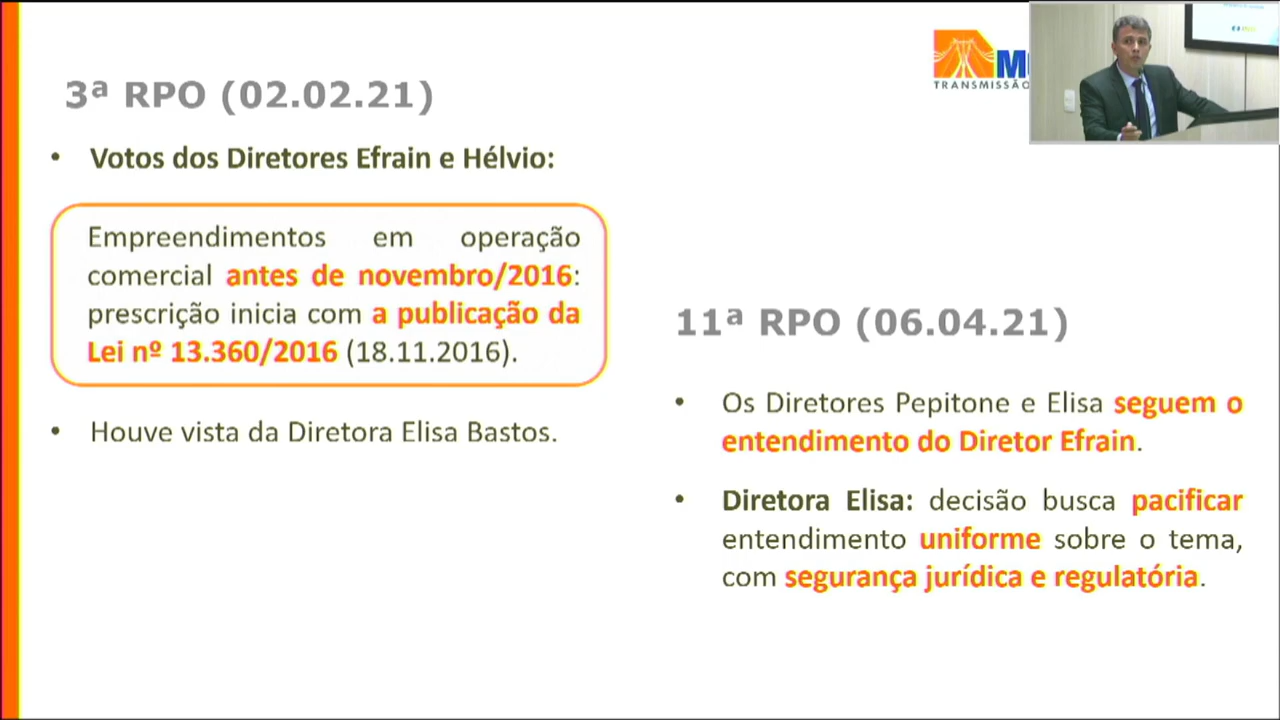 3ª RPO (02.02.21)
• Votos dos Diretores Efrain e Hélvio:
Empreendimentos em operação
comercial antes de novembro/2016:
prescrição inicia com a publicação da
Lei nº 13.360/2016 (18.11.2016).
• Houve vista da Diretora Elisa Bastos.
TRANSMISSÃO
11ª RPO (06.04.21)
• Os Diretores Pepitone e Elisa seguem o
entendimento do Diretor Efrain.
• Diretora Elisa: decisão busca pacificar
entendimento uniforme sobre o tema,
com segurança jurídica e regulatória.